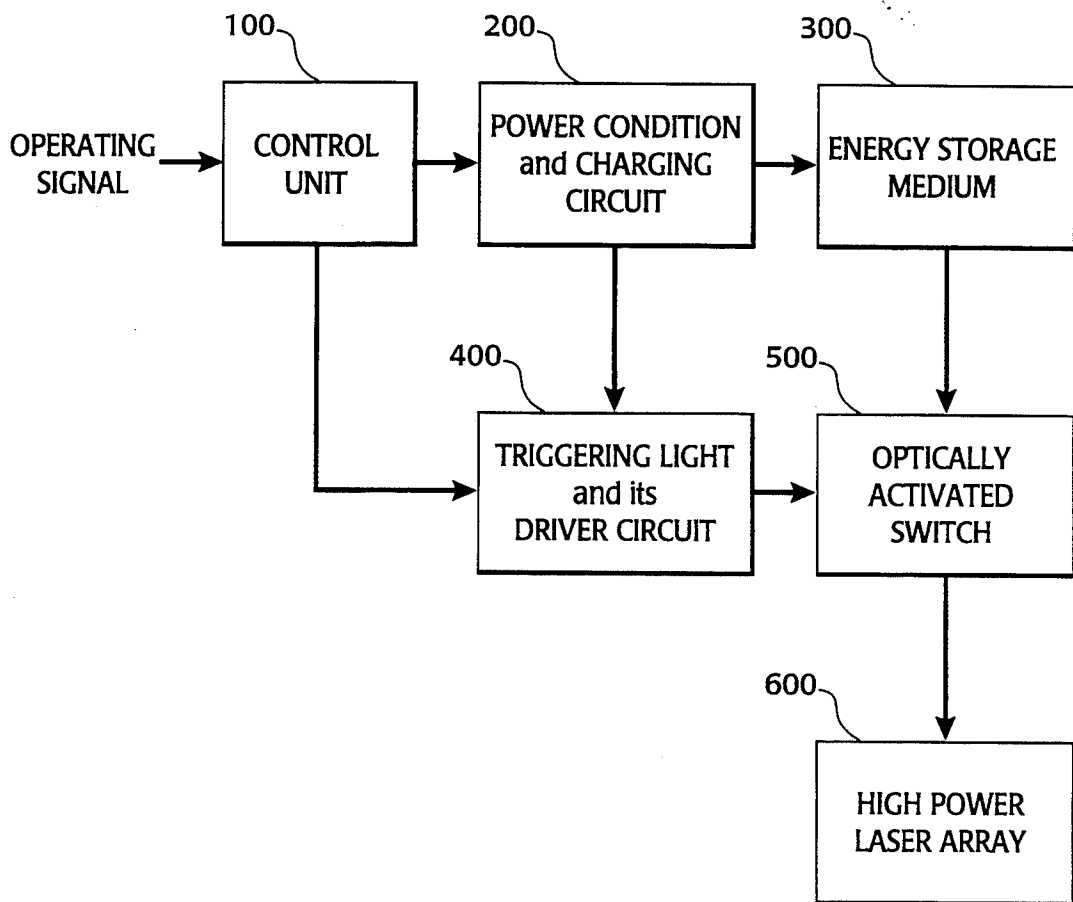 100
200
300
OPERATING
SIGNAL
CONTROL
UNIT
POWER CONDITION
and CHARGING
CIRCUIT
ENERGY STORAGE
MEDIUM
400
500
TRIGGERING LIGHT
and its
DRIVER CIRCUIT
OPTICALLY
ACTIVATED
SWITCH
600
HIGH POWER
LASER ARRAY